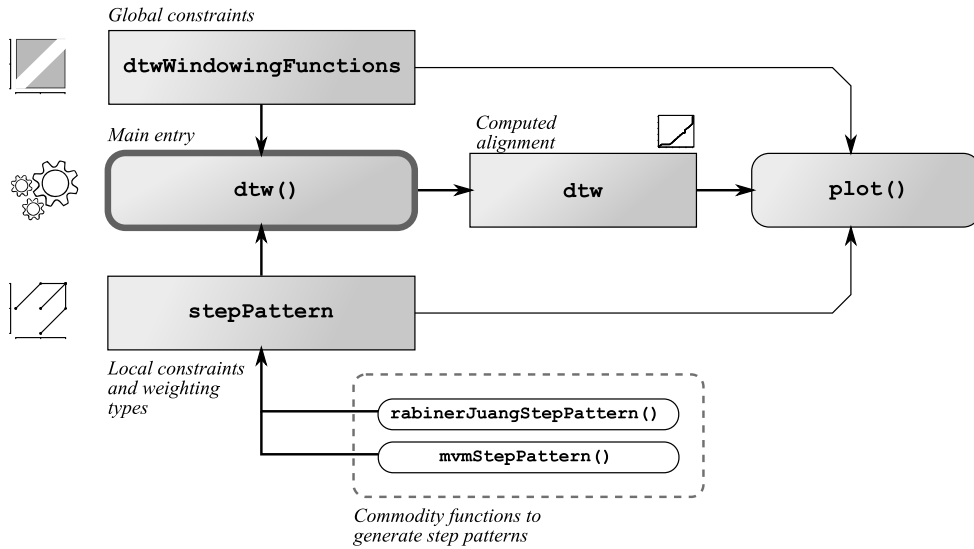 Global constraints
dtwWindowingFunctions
Main entry
dtw()
Computed
alignment
dtw
plot()
stepPattern
Local constraints
and weighting
types
rabinerJuangStepPattern()
mvmStepPattern()
Commodity functions to
generate step patterns